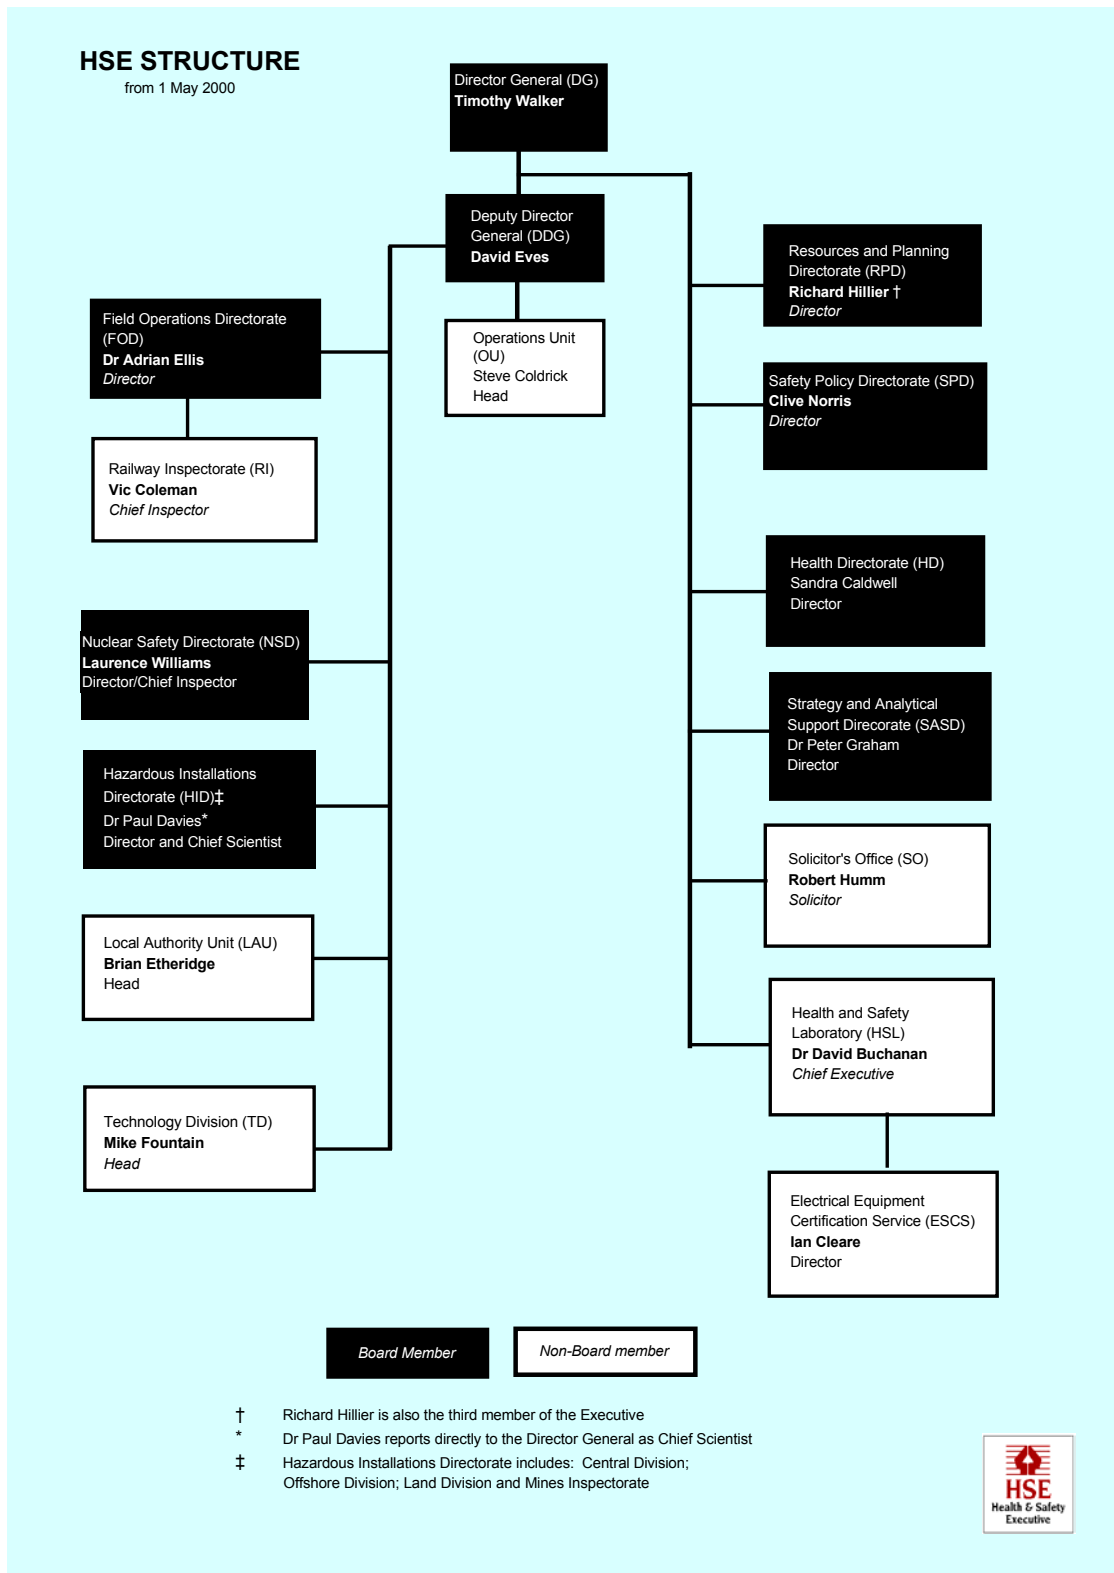 HSE STRUCTURE
from 1 May 2000
Director General (DG)
Timothy Walker
Deputy Director
General (DDG)
David Eves
Operations Unit
(OU)
Steve Coldrick
Head
Field Operations Directorate
(FOD)
Dr Adrian Ellis
Director
Railway Inspectorate (RI)
Vic Coleman
Chief Inspector
Nuclear Safety Directorate (NSD)
Laurence Williams
Director/Chief Inspector
Hazardous Installations
Directorate (HID)‡
Dr Paul Davies*
Director and Chief Scientist
Local Authority Unit (LAU)
Brian Etheridge
Head
Technology Division (TD)
Mike Fountain
Head
Resources and Planning
Directorate (RPD)
Richard Hillier †
Director
Safety Policy Directorate (SPD)
Clive Norris
Director
Health Directorate (HD)
Sandra Caldwell
Director
Strategy and Analytical
Support Direcorate (SASD)
Dr Peter Graham
Director
Solicitor's Office (SO)
Robert Humm
Solicitor
Health and Safety
Laboratory (HSL)
Dr David Buchanan
Chief Executive
Electrical Equipment
Certification Service (ESCS)
Ian Cleare
Director
Board Member
Non-Board member
† Richard Hillier is also the third member of the Executive
* Dr Paul Davies reports directly to the Director General as Chief Scientist
‡ Hazardous Installations Directorate includes: Central Division;
Offshore Division; Land Division and Mines Inspectorate
HSE
Health & Safety
Executive